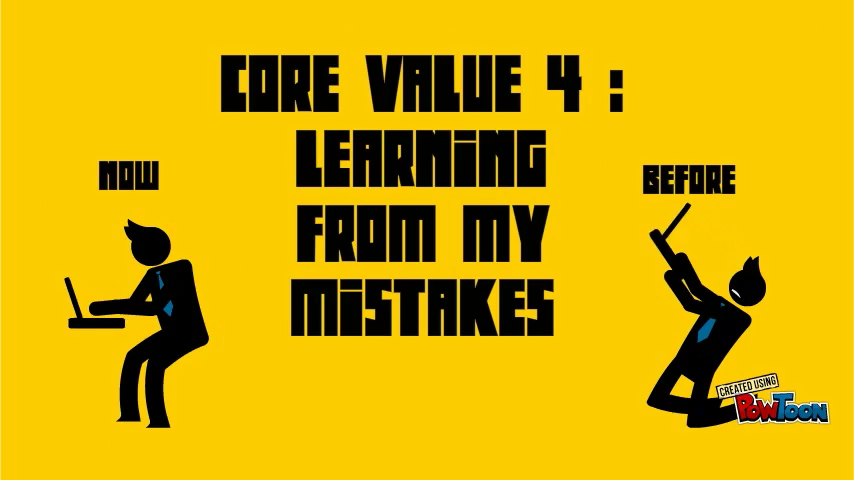 CORE VALUE 4 :
LEARNING
FROM MY
MISTAKES
NOW
BEFORE
CREATED USING
POWTOON